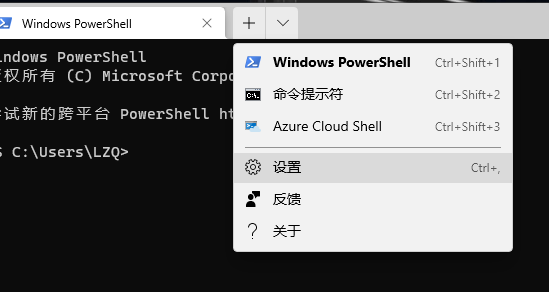 Windows PowerShell
indows PowerShell
权所有 (C) Microsoft Corpo
试新的跨平台 PowerShell ht
S C:\Users\LZQ>
Windows PowerShell Ctrl+Shift+1
命令提示符 Ctrl+Shift+2
Azure Cloud Shell Ctrl+Shift+3
设置 Ctrl+,
反馈
关于